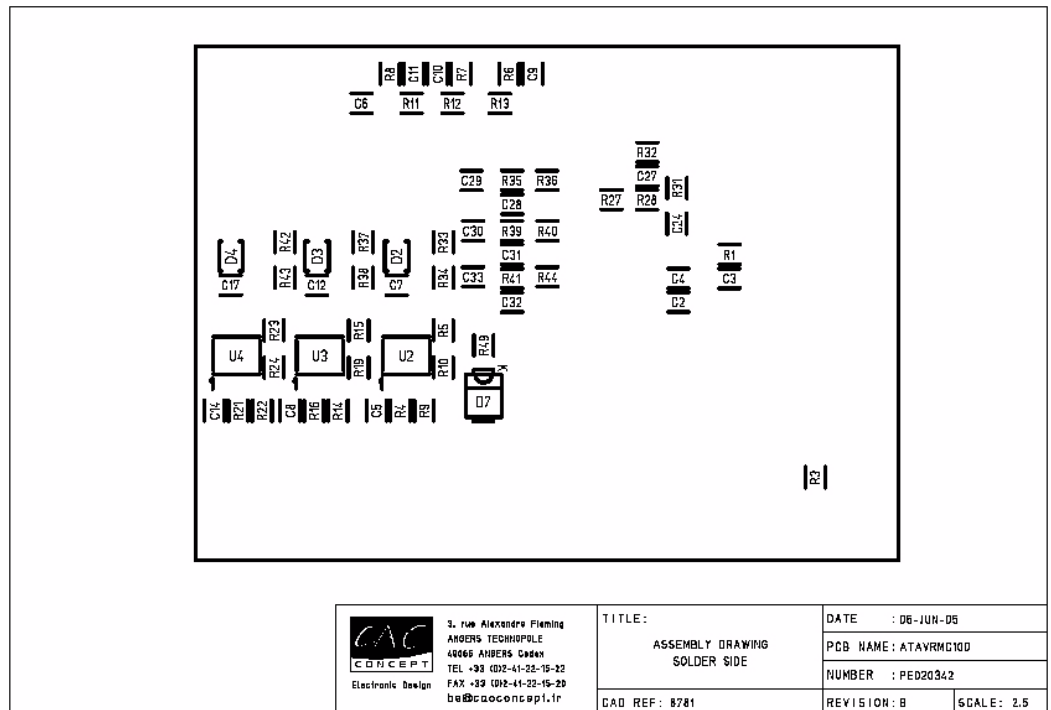 R8 C11 C10 R7 R6 C9
C6 R11 R12 R13
R32
C29 R35 R36 C27 R31
R27 R28
C28
C24
C30 R39 R40
R42 R37 R33
D4 D3 D2
C31
R1
R43 R38 R34
C33 R41 R44
C4 C3
C17 C12 C7
C32
C2
R23 R15 R5
R49
U4 U3 U2
R24 R19 R10
K
D7
C14 R21 R22 C8 R16 R14 C5 R4 R9
R3
CAC
CONCEPT
Electronic Design
3. rue Alexandre Fleming
ANGERS TECHNOPOLE
49066 ANGERS Cedex
TEL +33 (0)2-41-22-15-22
FAX +33 (0)2-41-22-15-20
be@caoconcept.fr
TITLE:
ASSEMBLY DRAWING
SOLDER SIDE
CAO REF: 8781
DATE : 06-JUN-05
PCB NAME: ATAVRMC100
NUMBER : PED20342
REVISION: B
SCALE: 2.5